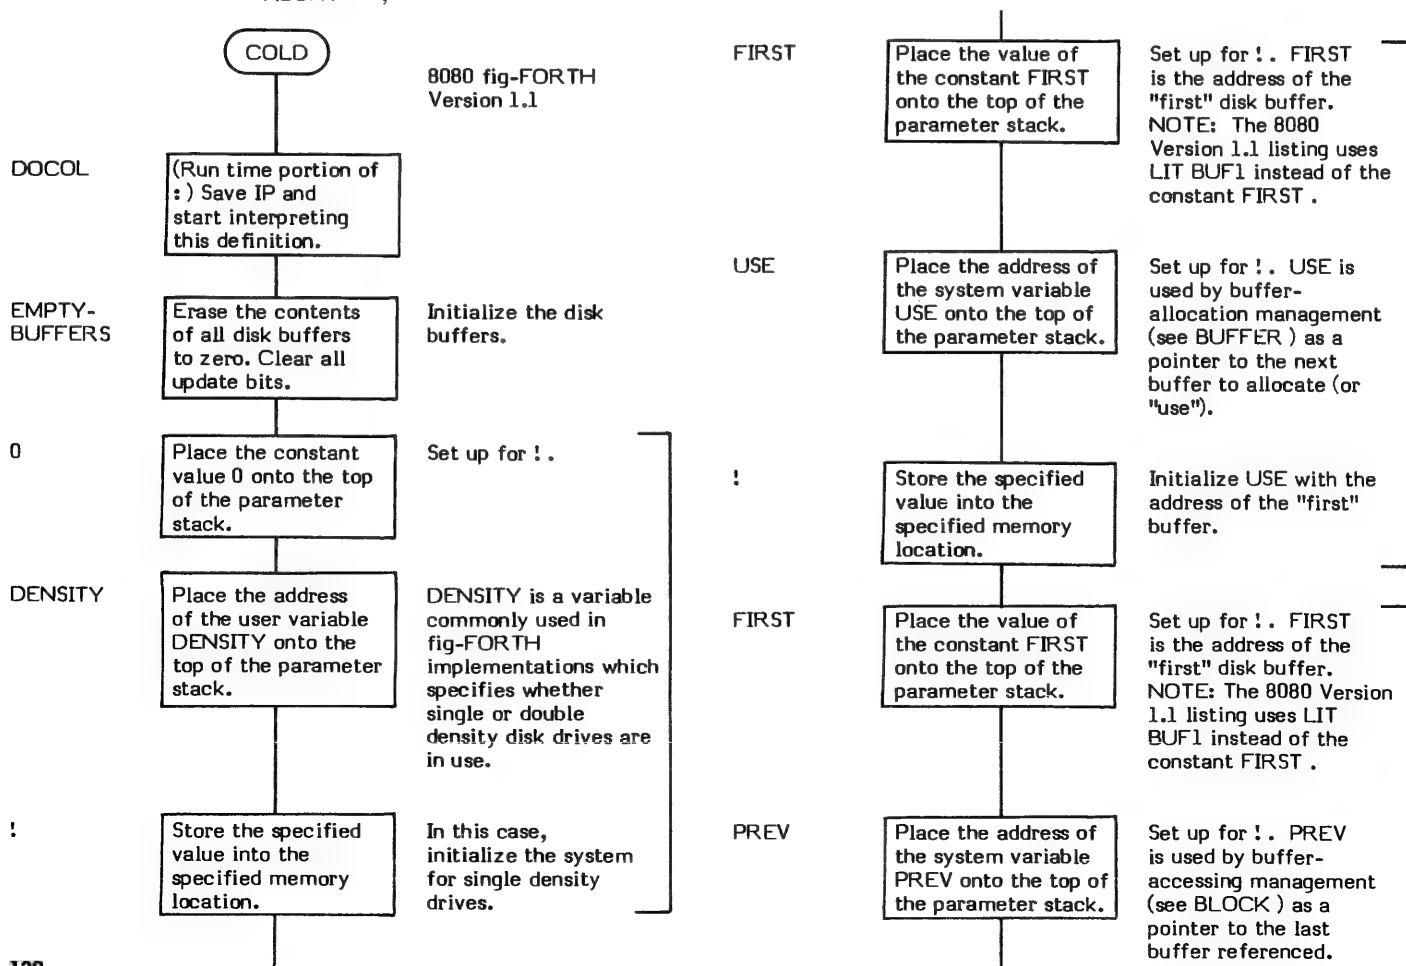 COLD
8080 fig-FORTH
Version 1.1
DOCOL
(Run time portion of
:) Save IP and
start interpreting
this definition.
EMPTY-
BUFFERS
Erase the contents
of all disk buffers
to zero. Clear all
update bits.
Initialize the disk
buffers.
0
Place the constant
value 0 onto the top
of the parameter
stack.
Set up for ! .
DENSITY
Place the address
of the user variable
DENSITY onto the
top of the parameter
stack.
DENSITY is a variable
commonly used in
fig-FORTH
implementations which
specifies whether
single or double
density disk drives are
in use.
!
Store the specified
value into the
specified memory
location.
In this case,
initialize the system
for single density
drives.
FIRST
Place the value of
the constant FIRST
onto the top of the
parameter stack.
Set up for ! . FIRST
is the address of the
"first" disk buffer.
NOTE: The 8080
Version 1.1 listing uses
LIT BUF1 instead of the
constant FIRST .
USE
Place the address of
the system variable
USE onto the top of
the parameter stack.
Set up for ! . USE is
used by buffer-
allocation management
(see BUFFER ) as a
pointer to the next
buffer to allocate (or
"use").
!
Store the specified
value into the
specified memory
location.
Initialize USE with the
address of the "first"
buffer.
FIRST
Place the value of
the constant FIRST
onto the top of the
parameter stack.
Set up for ! . FIRST
is the address of the
"first" disk buffer.
NOTE: The 8080 Version
1.1 listing uses LIT
BUF1 instead of the
constant FIRST .
PREV
Place the address of
the system variable
PREV onto the top of
the parameter stack.
Set up for ! . PREV
is used by buffer-
accessing management
(see BLOCK ) as a
pointer to the last
buffer referenced.